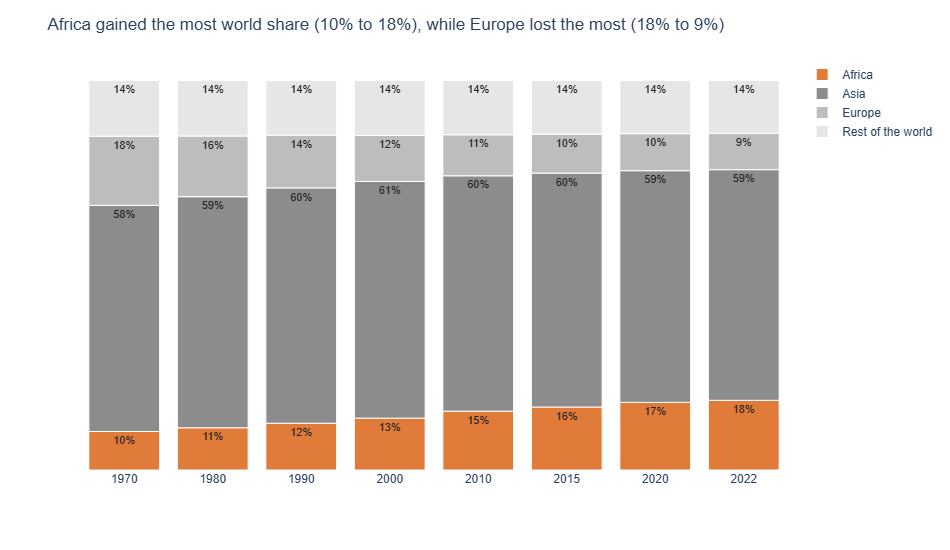 Africa gained the most world share (10% to 18%), while Europe lost the most (18% to 9%)
Africa
Asia
Europe
Rest of the world
14% 14% 14% 14% 14% 14% 14% 14%
18% 16% 14% 12% 11% 10% 10% 9%
58% 59% 60% 61% 60% 60% 59% 59%
10% 11% 12% 13% 15% 16% 17% 18%
1970 1980 1990 2000 2010 2015 2020 2022